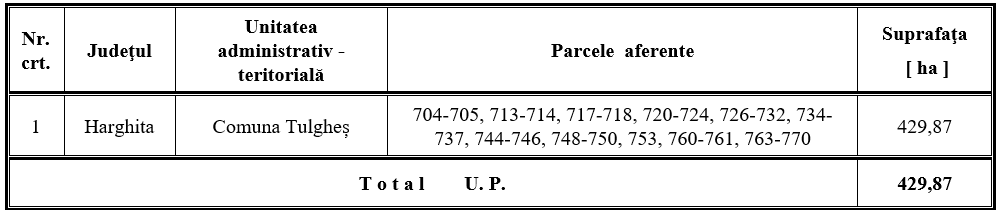 Nr. crt.
Județul
Unitatea administrativ - teritorială
Parcele aferente
Suprafaţa
[ ha ]
1
Harghita
Comuna Tulgheș
704-705, 713-714, 717-718, 720-724, 726-732, 734-
737, 744-746, 748-750, 753, 760-761, 763-770
429,87
T o t a l U. P.
429,87